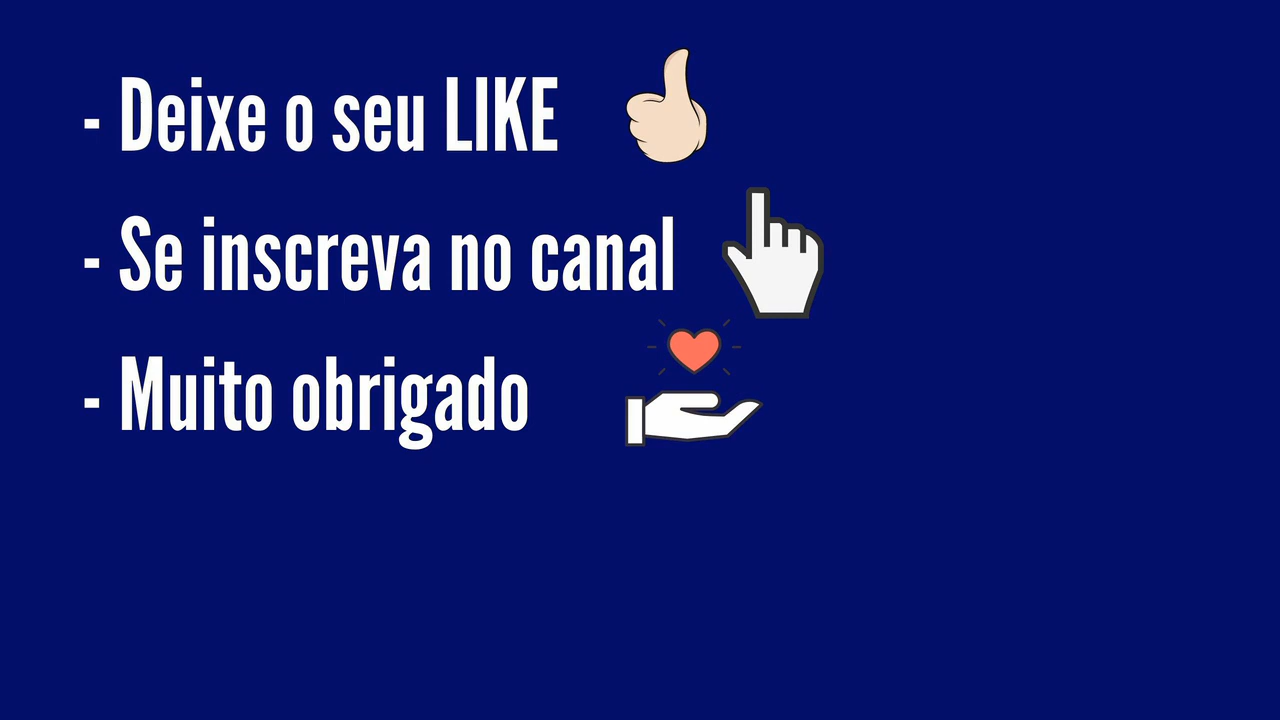 - Deixe o seu LIKE
- Se inscreva no canal
- Muito obrigado